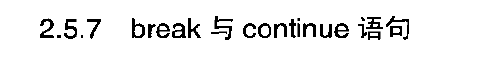 2.5.7 break 与 continue 语句